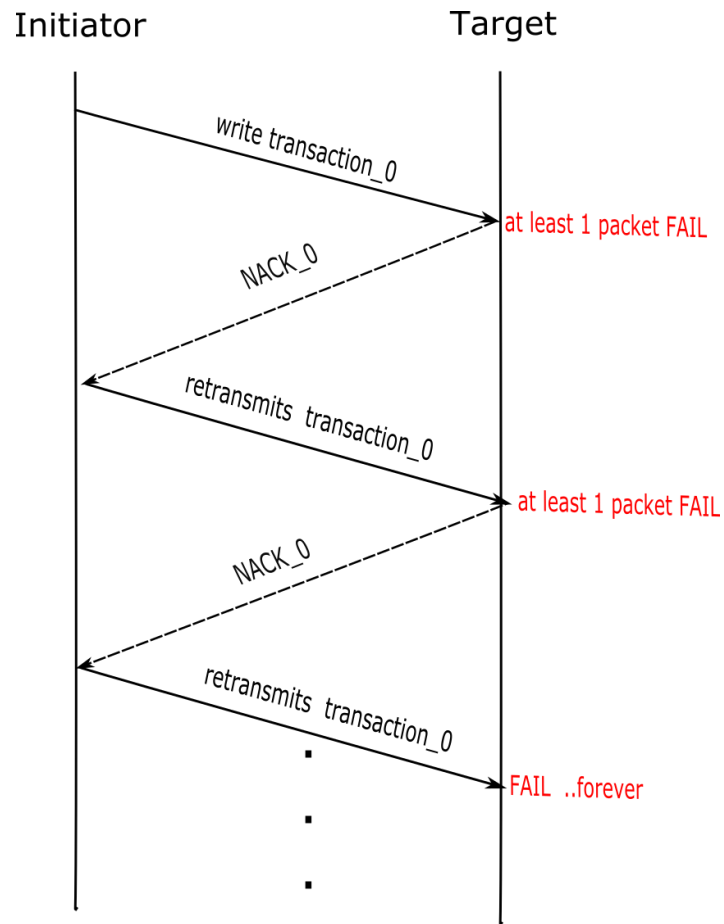 Initiator
Target
write transaction_0
at least 1 packet FAIL
NACK_0
retransmits transaction_0
at least 1 packet FAIL
NACK_0
retransmits transaction_0
FAIL ..forever